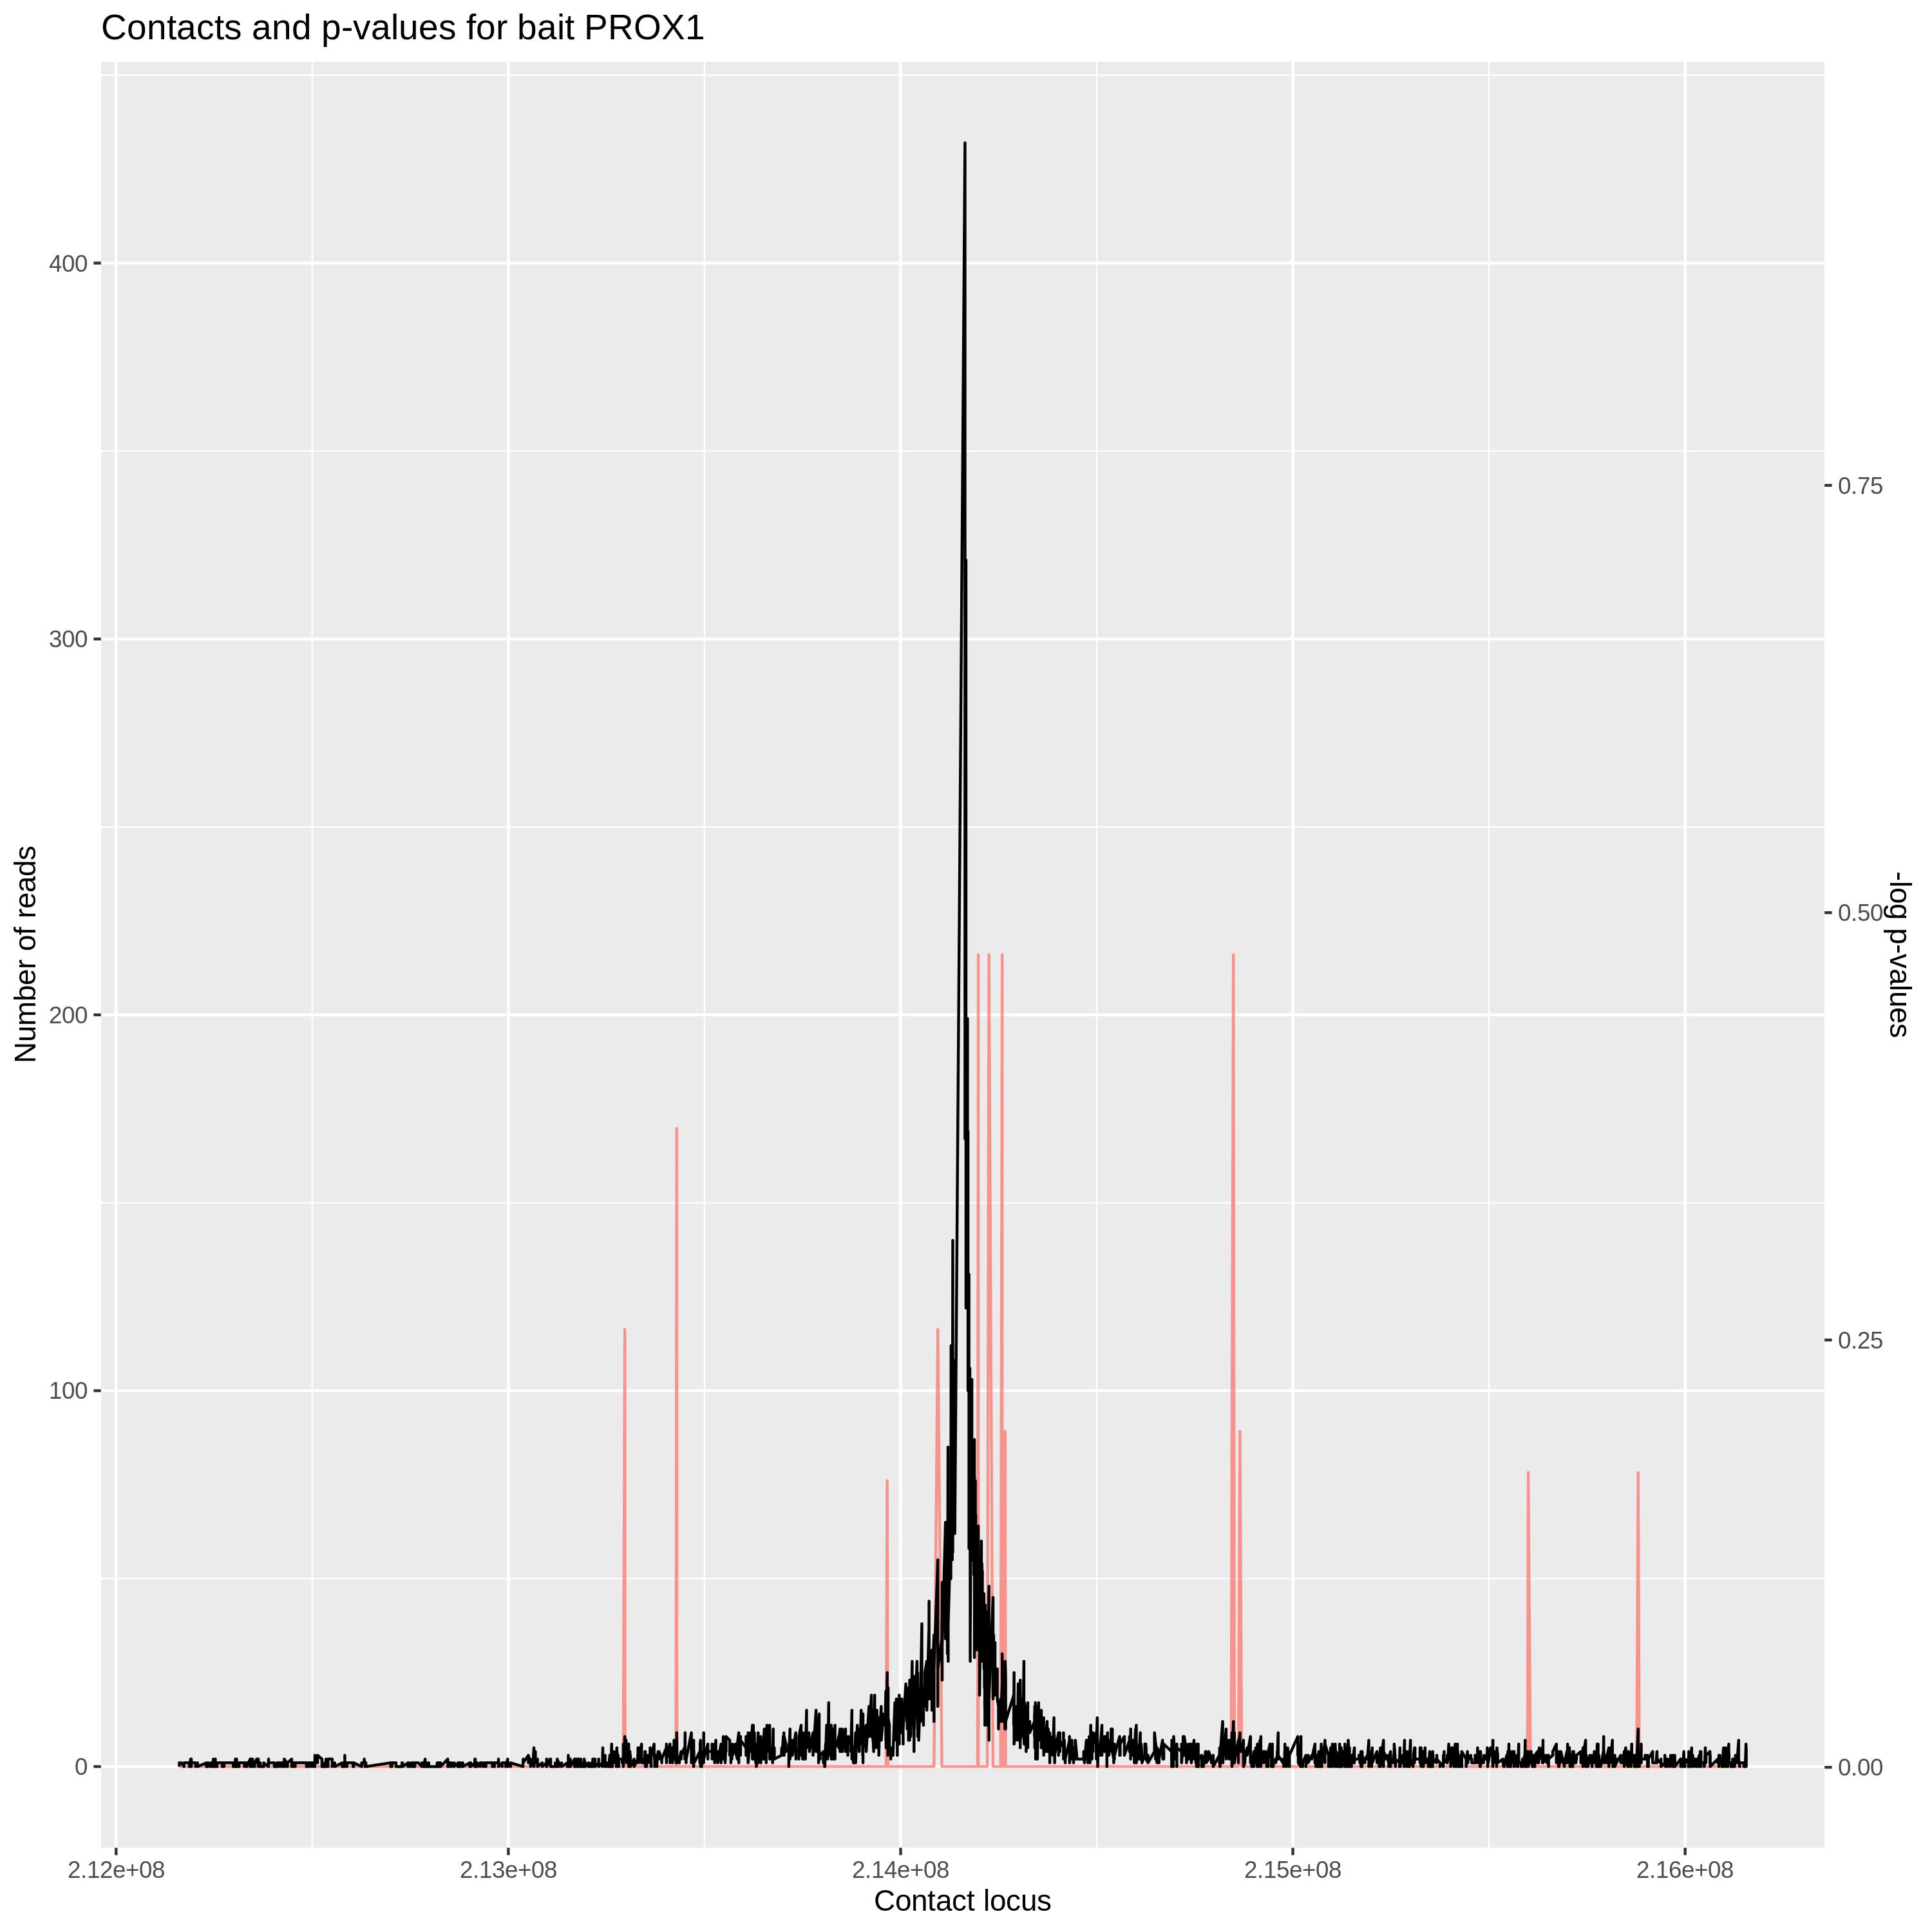 Contacts and p-values for bait PROX1
400
300
200
100
0
Number of reads
0.75
0.50
0.25
0.00
-log p-values
2.12e+08
2.13e+08
2.14e+08
2.15e+08
2.16e+08
Contact locus